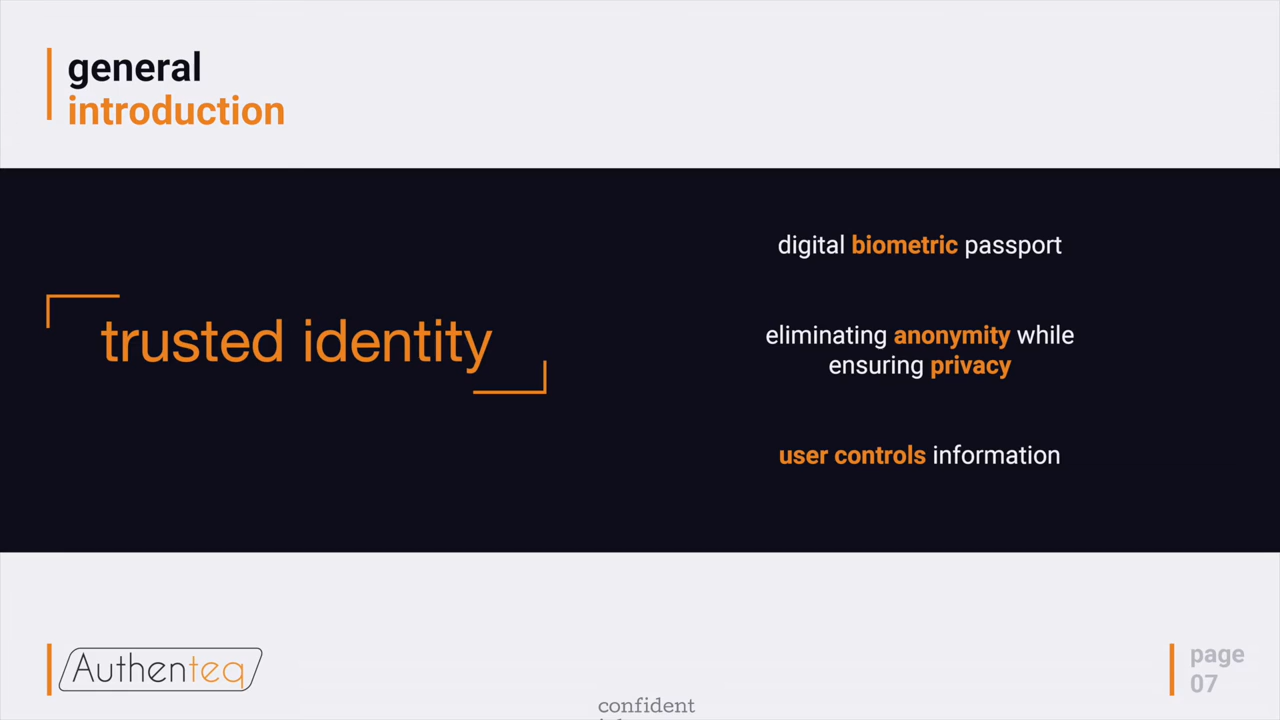 general
introduction
trusted identity
digital biometric passport
eliminating anonymity while
ensuring privacy
user controls information
Authenteq
confident
page
07